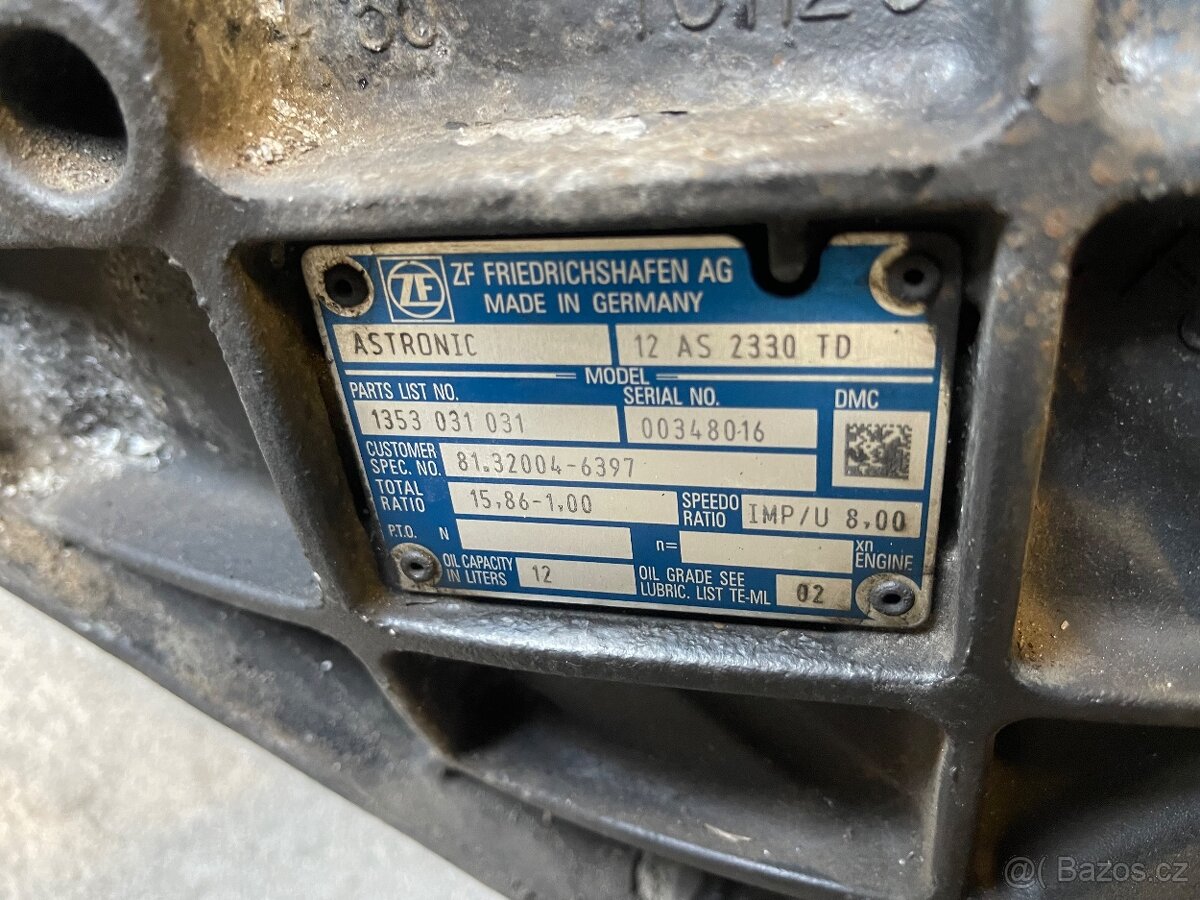 ZF
ZF FRIEDRICHSHAFEN AG
MADE IN GERMANY
ASTRONIC 12 AS 2330 TD
MODEL
PARTS LIST NO. SERIAL NO. DMC
1353 031 031 00348016
CUSTOMER
SPEC. NO. 81.32004-6397
TOTAL
RATIO 15,86-1,00 SPEEDO
RATIO IMP/U 8,00
P.T.O. N n= xn
ENGINE
OIL CAPACITY
IN LITERS 12 OIL GRADE SEE
LUBRIC. LIST TE-ML 02
@( Bazos.cz